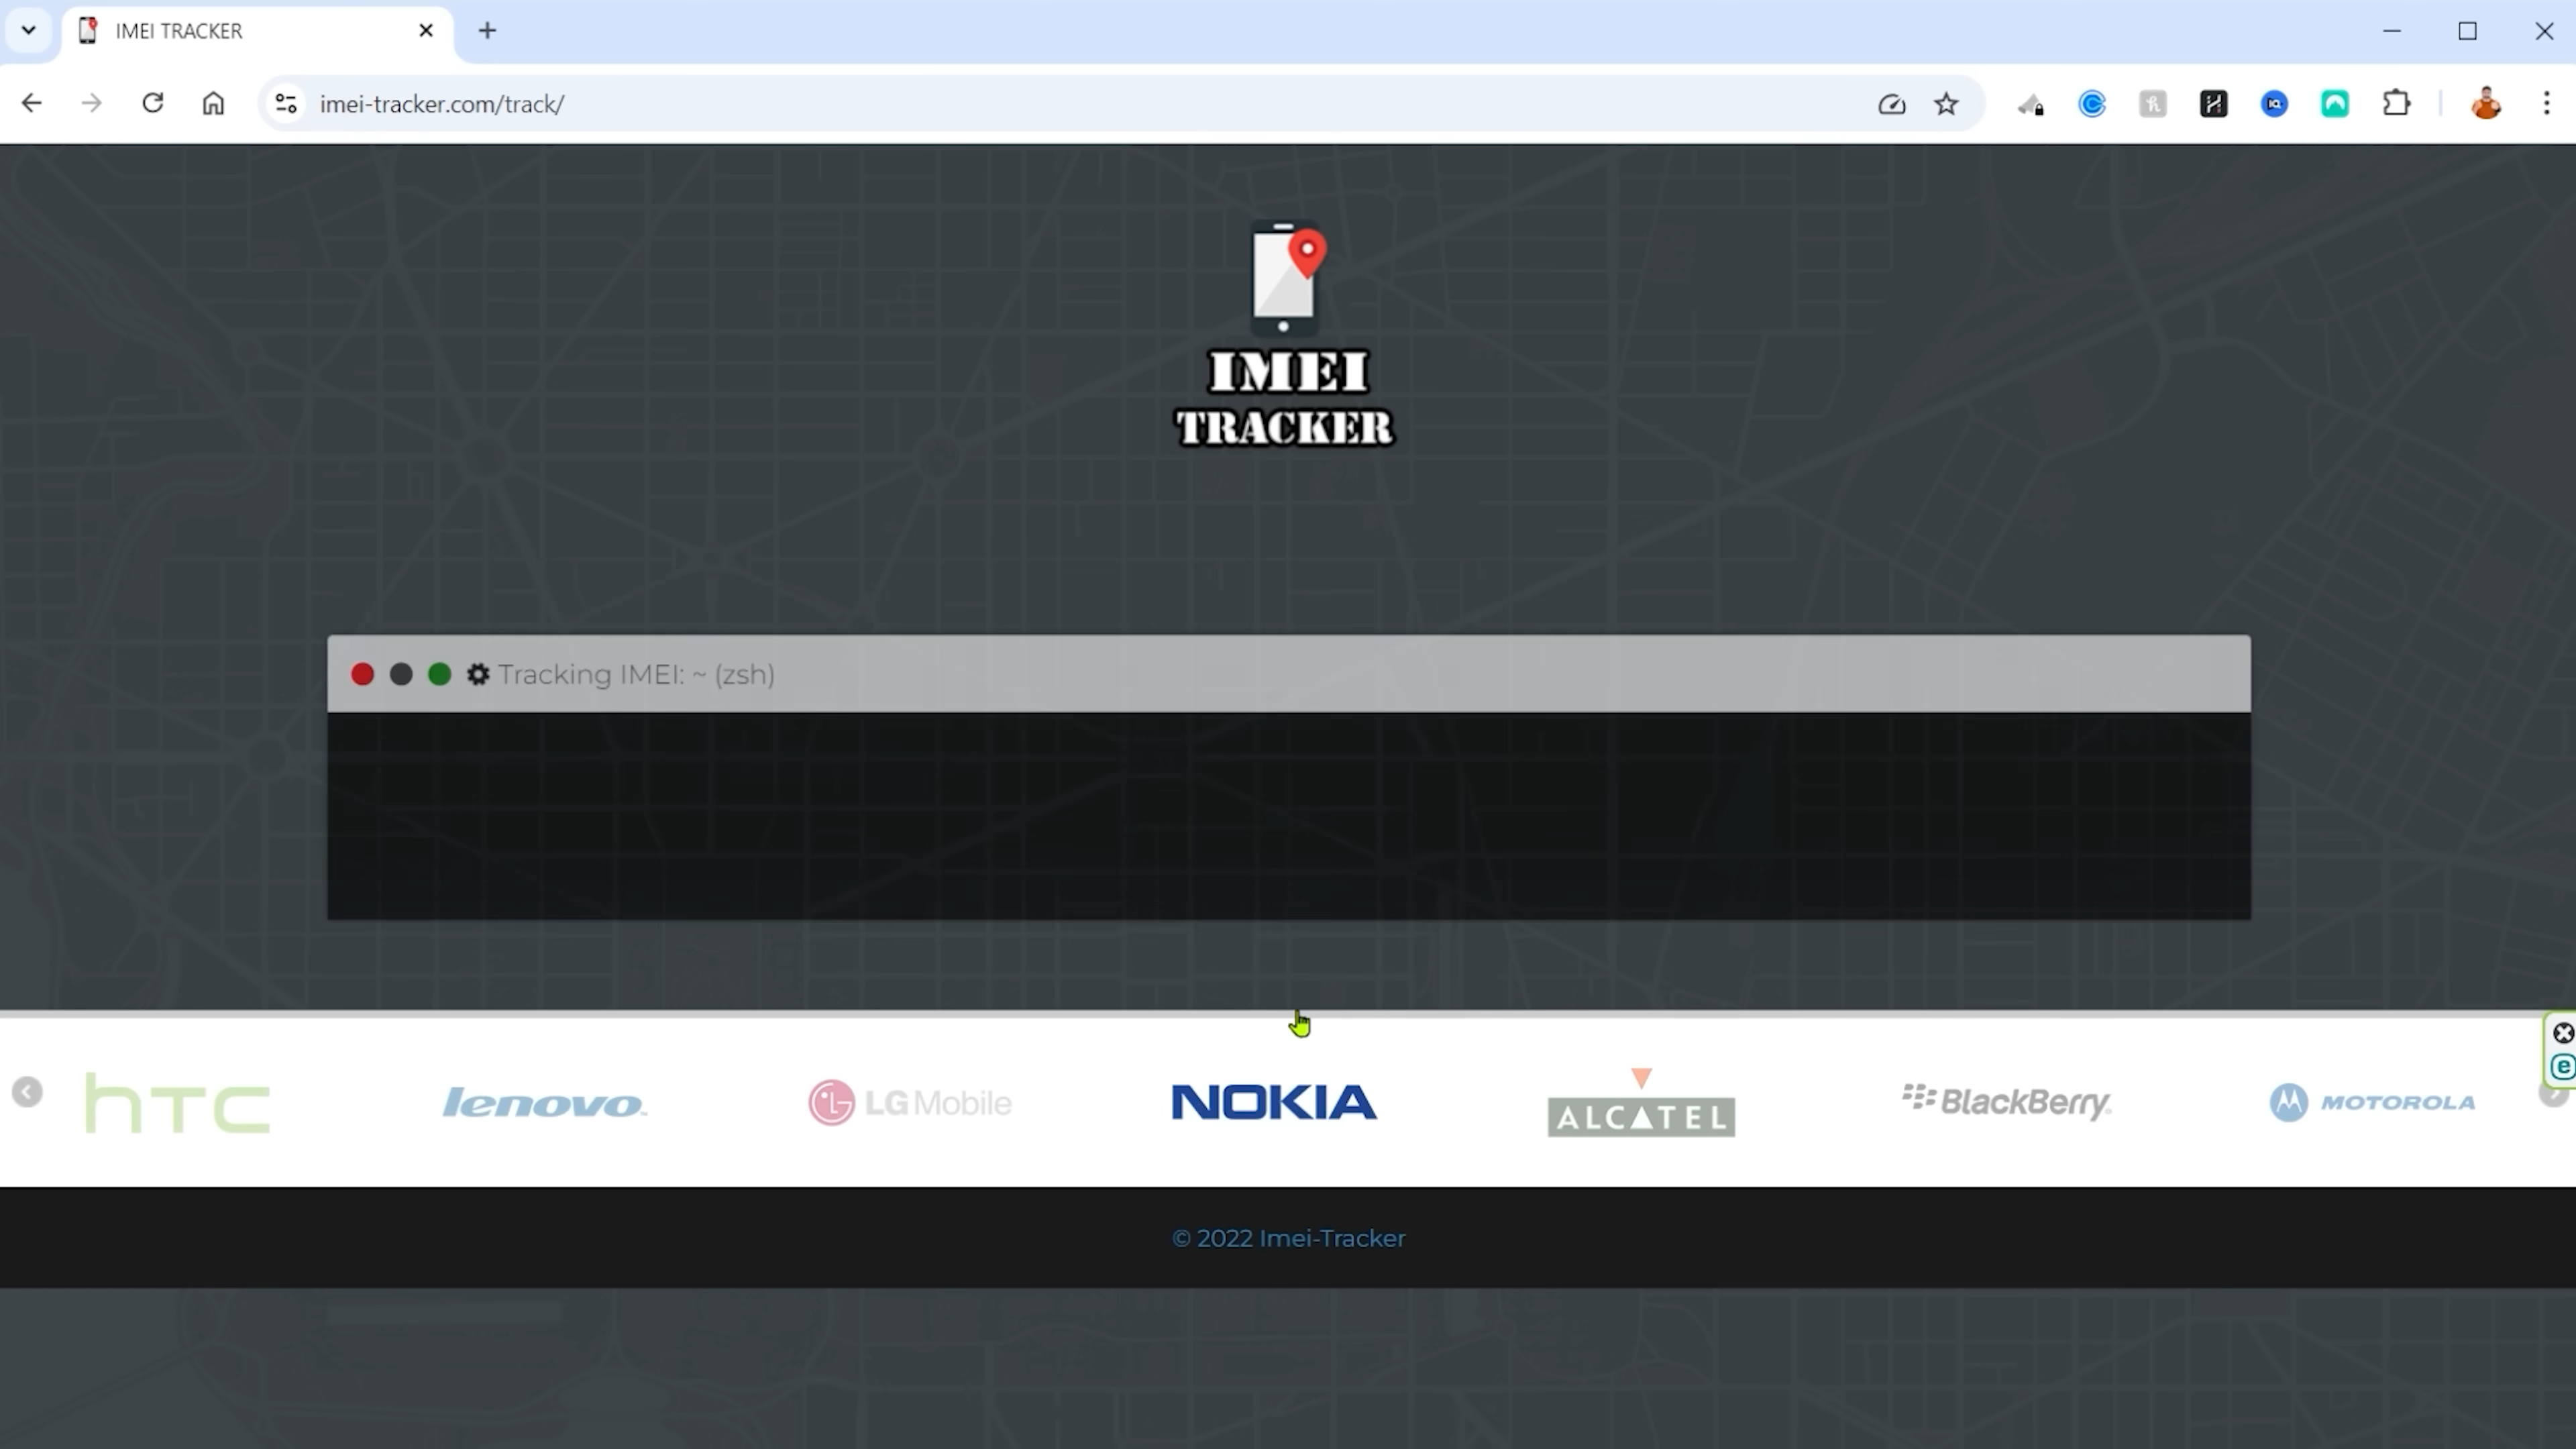 IMEI TRACKER
imei-tracker.com/track/
IMEI
TRACKER
Tracking IMEI: ~ (zsh)
hTC
lenovo
LG Mobile
NOKIA
ALCATEL
BlackBerry
MOTOROLA
© 2022 Imei-Tracker